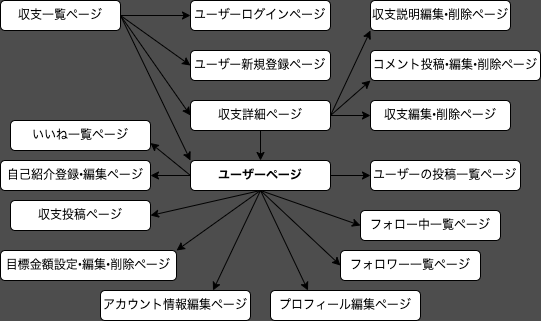 収支一覧ページ
ユーザーログインページ
収支説明編集・削除ページ
ユーザー新規登録ページ
コメント投稿・編集・削除ページ
収支詳細ページ
収支編集・削除ページ
いいね一覧ページ
自己紹介登録・編集ページ
ユーザーページ
ユーザーの投稿一覧ページ
収支投稿ページ
フォロー中一覧ページ
目標金額設定・編集・削除ページ
フォロワー一覧ページ
アカウント情報編集ページ
プロフィール編集ページ